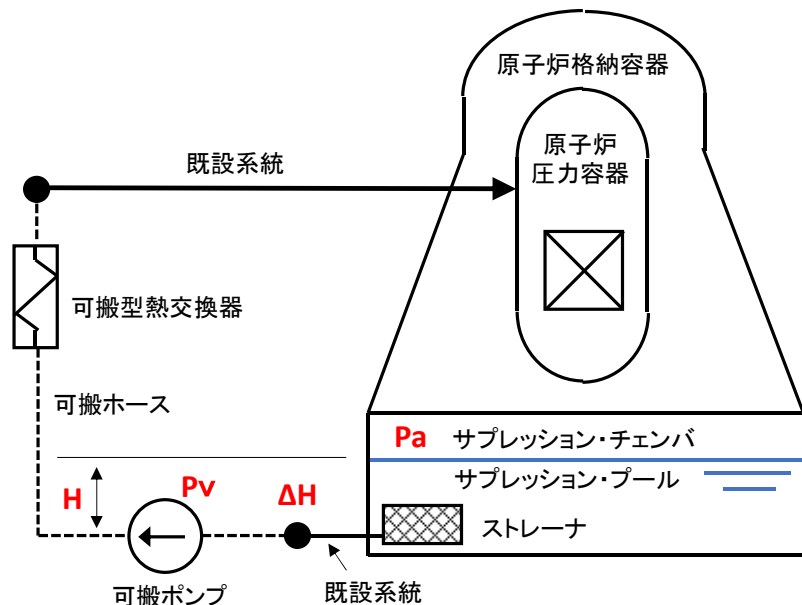 原子炉格納容器
原子炉
圧力容器
既設系統
可搬型熱交換器
可搬ホース
Pa サプレッション・チェンバ
サプレッション・プール
H
Pv
ΔH
ストレーナ
可搬ポンプ
既設系統